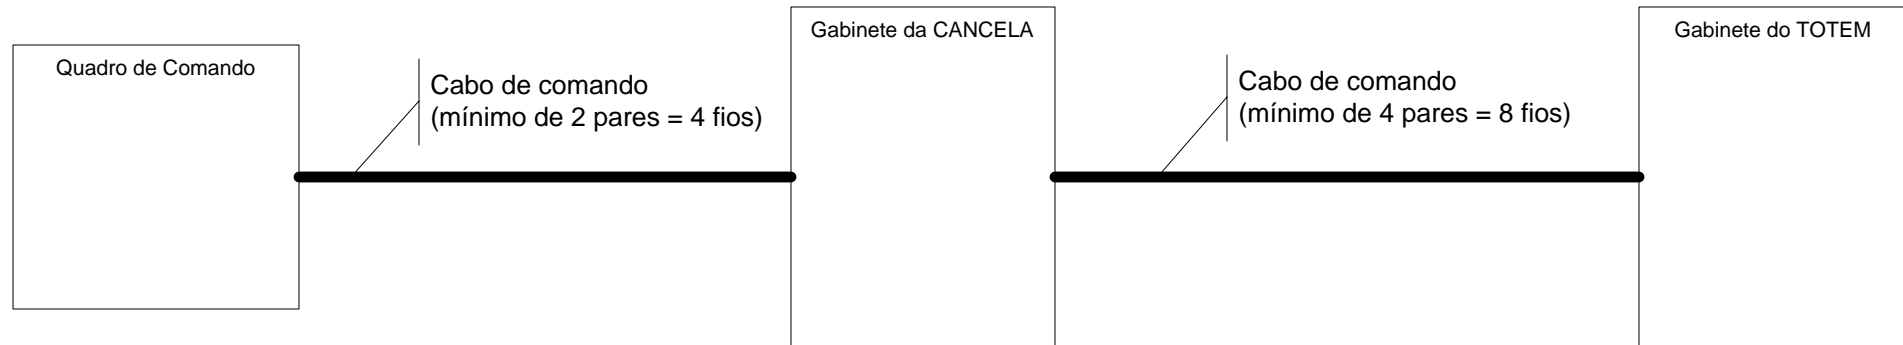 Quadro de Comando
Cabo de comando
(mínimo de 2 pares = 4 fios)
Gabinete da CANCELA
Cabo de comando
(mínimo de 4 pares = 8 fios)
Gabinete do TOTEM